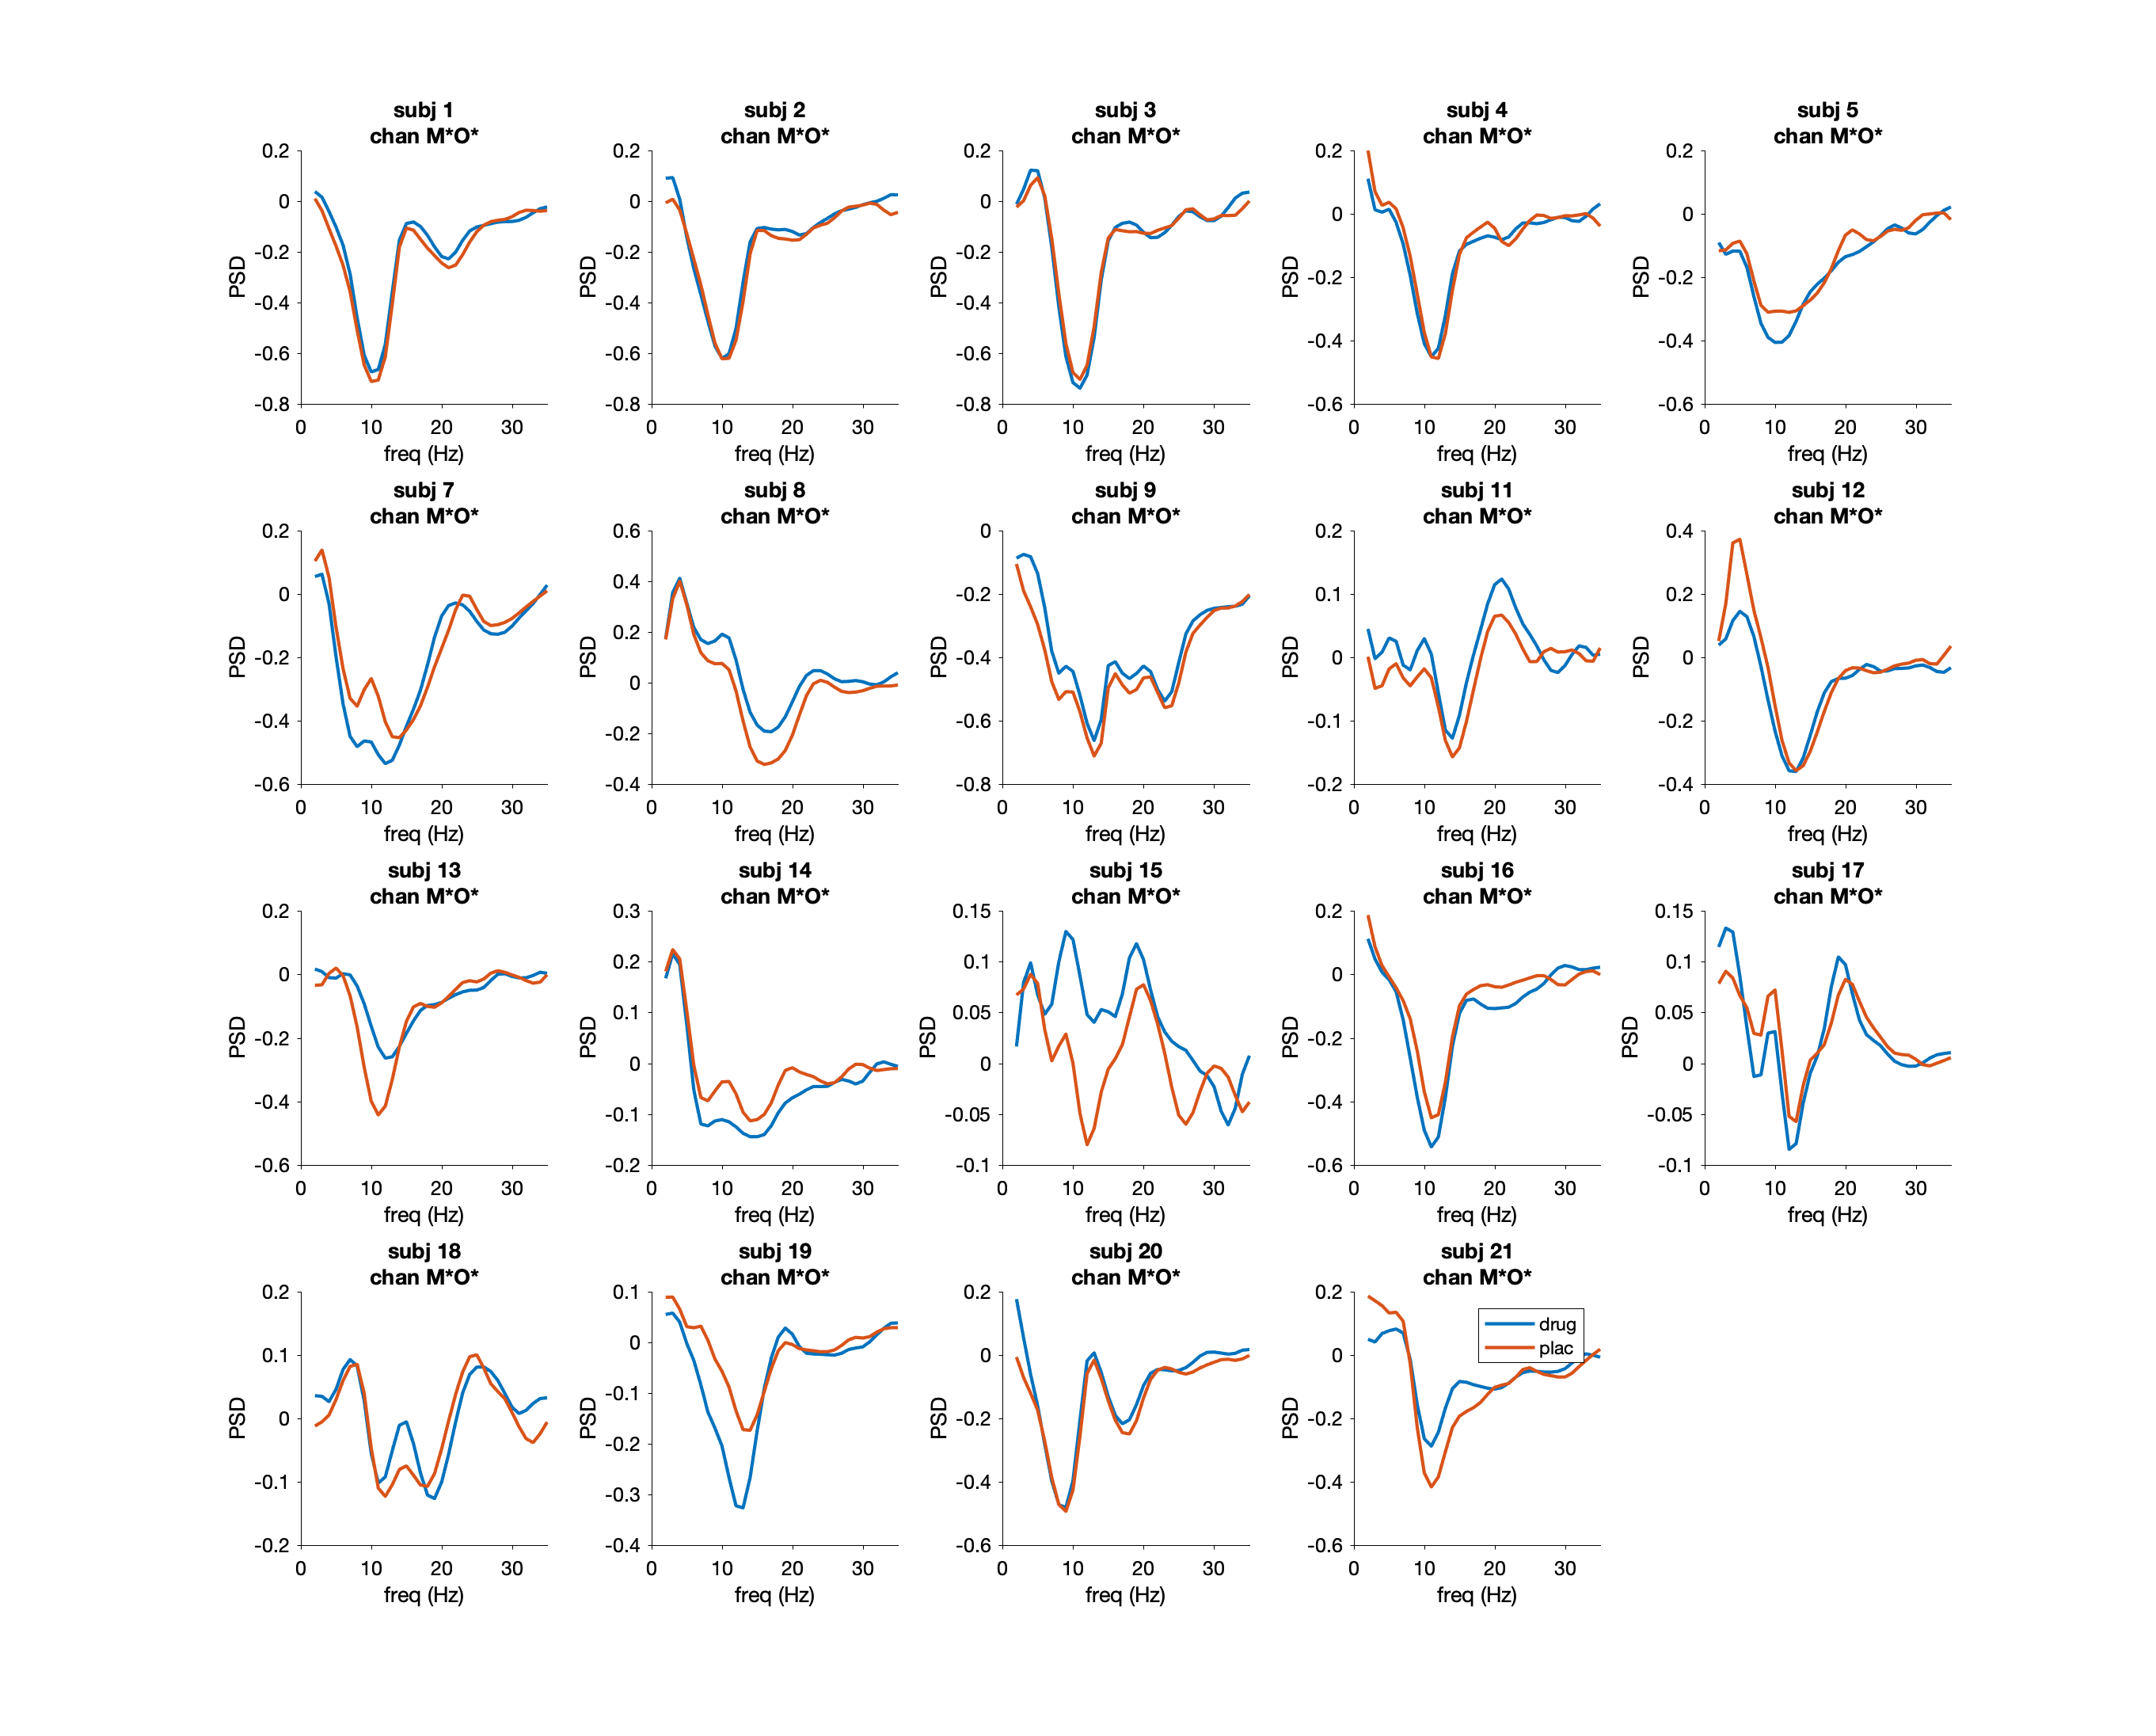 subj 1
chan M*O*
0.2
0
-0.2
-0.4
-0.6
-0.8
PSD
0 10 20 30
freq (Hz)
subj 2
chan M*O*
0.2
0
-0.2
-0.4
-0.6
-0.8
PSD
0 10 20 30
freq (Hz)
subj 3
chan M*O*
0.2
0
-0.2
-0.4
-0.6
-0.8
PSD
0 10 20 30
freq (Hz)
subj 4
chan M*O*
0.2
0
-0.2
-0.4
-0.6
PSD
0 10 20 30
freq (Hz)
subj 5
chan M*O*
0.2
0
-0.2
-0.4
-0.6
PSD
0 10 20 30
freq (Hz)
subj 7
chan M*O*
0.2
0
-0.2
-0.4
-0.6
PSD
0 10 20 30
freq (Hz)
subj 8
chan M*O*
0.6
0.4
0.2
0
-0.2
-0.4
PSD
0 10 20 30
freq (Hz)
subj 9
chan M*O*
0
-0.2
-0.4
-0.6
-0.8
PSD
0 10 20 30
freq (Hz)
subj 11
chan M*O*
0.2
0.1
0
-0.1
-0.2
PSD
0 10 20 30
freq (Hz)
subj 12
chan M*O*
0.4
0.2
0
-0.2
-0.4
PSD
0 10 20 30
freq (Hz)
subj 13
chan M*O*
0.2
0
-0.2
-0.4
-0.6
PSD
0 10 20 30
freq (Hz)
subj 14
chan M*O*
0.3
0.2
0.1
0
-0.1
-0.2
PSD
0 10 20 30
freq (Hz)
subj 15
chan M*O*
0.15
0.1
0.05
0
-0.05
-0.1
PSD
0 10 20 30
freq (Hz)
subj 16
chan M*O*
0.2
0
-0.2
-0.4
-0.6
PSD
0 10 20 30
freq (Hz)
subj 17
chan M*O*
0.15
0.1
0.05
0
-0.05
-0.1
PSD
0 10 20 30
freq (Hz)
subj 18
chan M*O*
0.2
0.1
0
-0.1
-0.2
PSD
0 10 20 30
freq (Hz)
subj 19
chan M*O*
0.1
0
-0.1
-0.2
-0.3
-0.4
PSD
0 10 20 30
freq (Hz)
subj 20
chan M*O*
0.2
0
-0.2
-0.4
-0.6
PSD
0 10 20 30
freq (Hz)
subj 21
chan M*O*
0.2
0
-0.2
-0.4
-0.6
PSD
drug
plac
0 10 20 30
freq (Hz)